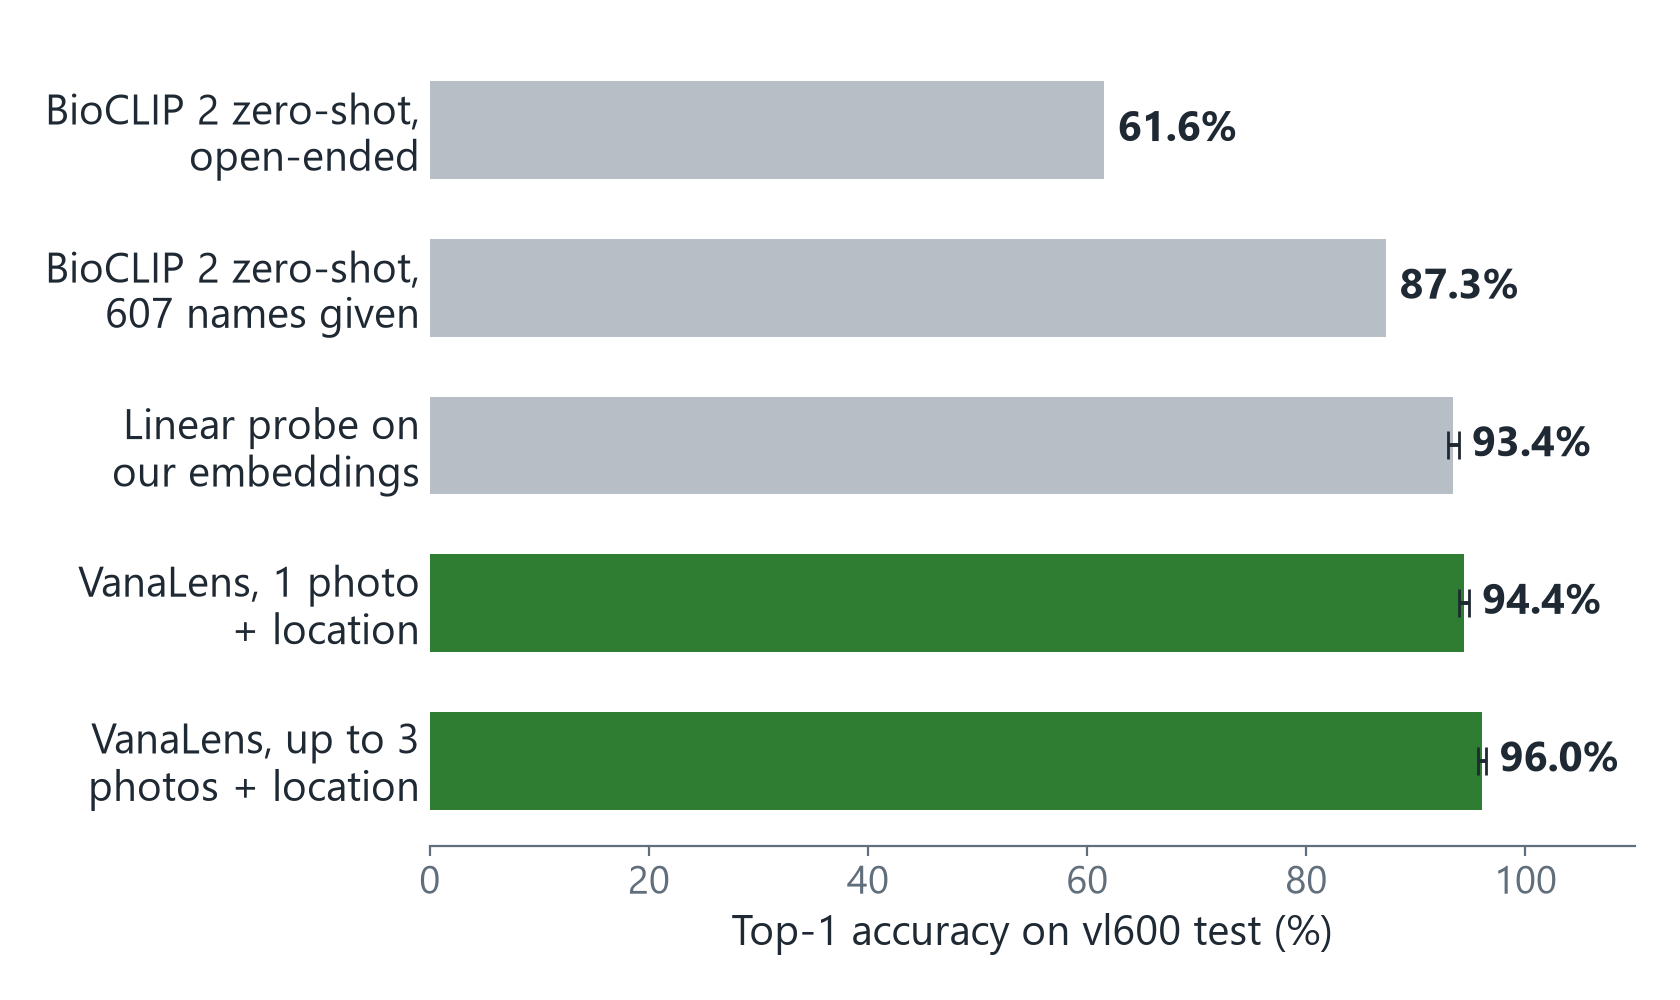 BioCLIP 2 zero-shot,
open-ended
61.6%
BioCLIP 2 zero-shot,
607 names given
87.3%
Linear probe on
our embeddings
93.4%
VanaLens, 1 photo
+ location
94.4%
VanaLens, up to 3
photos + location
96.0%
0 20 40 60 80 100
Top-1 accuracy on vl600 test (%)